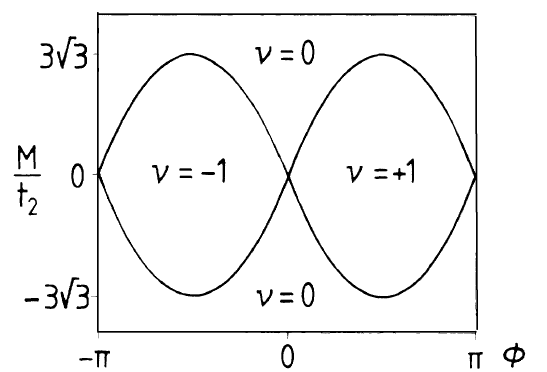 3√3
ν = 0
M
t₂
0
ν = -1
ν = +1
-3√3
ν = 0
-π
0
π
Φ